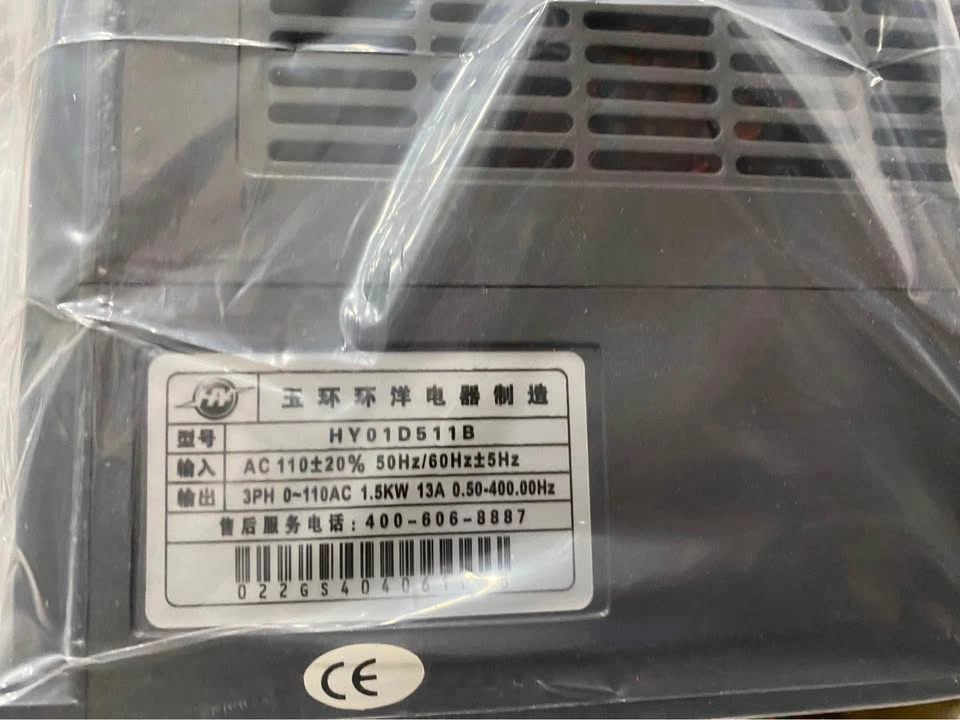 HY
玉环环洋电器制造
型号 HY01D511B
输入 AC 110±20% 50Hz/60Hz±5Hz
输出 3PH 0~110AC 1.5KW 13A 0.50-400.00Hz
售后服务电话：400-606-8887
CE